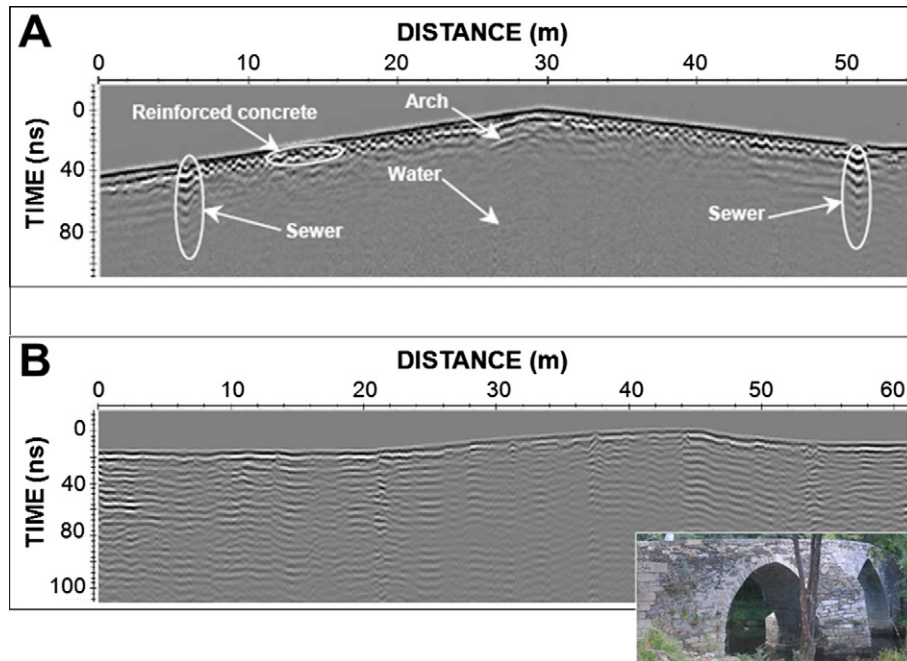 A
DISTANCE (m)
0 10 20 30 40 50
TIME (ns)
0
40
60
80
Reinforced concrete
Arch
Water
Sewer
Sewer
B
DISTANCE (m)
0 10 20 30 40 50 60
TIME (ns)
0
40
80
100